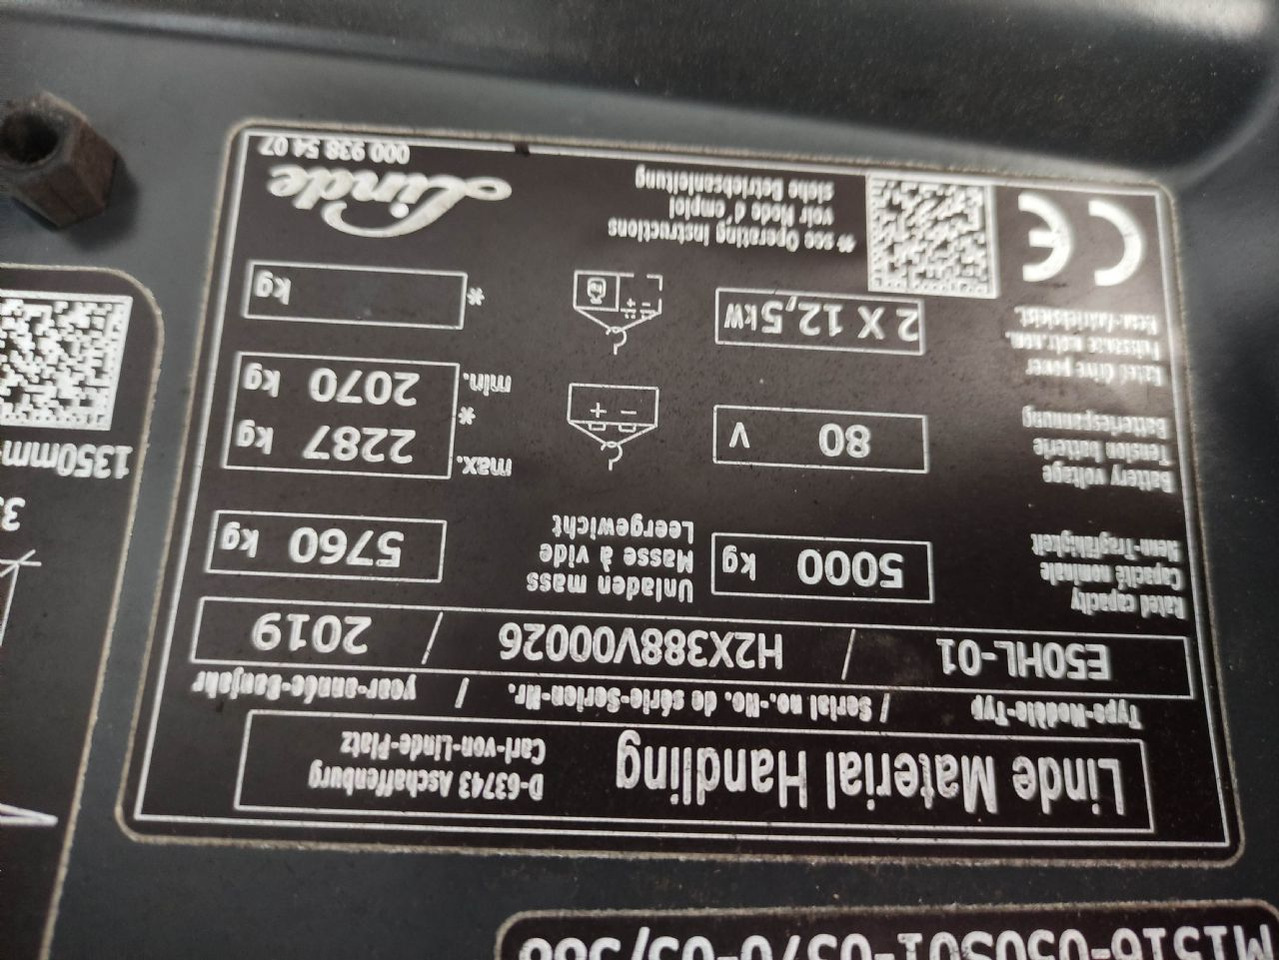 Linde Material Handling
D-63743 Aschaffenburg
Carl-von-Linde-Platz
Type-Modèle-Typ / Serial no.-No. de série-Serien-Nr. / year-année-Baujahr
E50HL-01 / H2X388V00026 / 2019
Rated capacity
Capacité nominale
Nenn-Tragfähigkeit
5000 kg
Unladen mass
Masse à vide
Leergewicht
5760 kg
Battery voltage
Tension batterie
Batteriespannung
80 V
- +
max. 2287 kg
*
min. 2070 kg
Rated drive power
Puissance motr.nom.
Nenn-Antriebsleist.
2 X 12,5kW
* kg
CE
* see Operating Instructions
voir Mode d'emploi
siehe Betriebsanleitung
Linde
000 938 54 07
1350mm